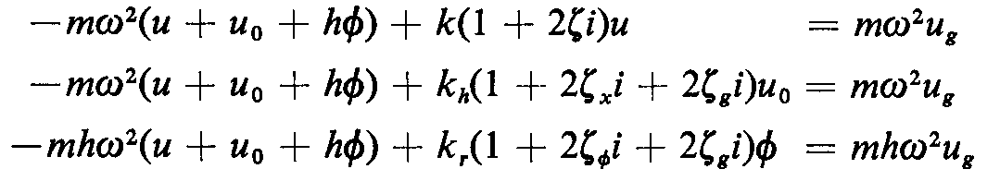 −mω²(u + u₀ + hϕ) + k(1 + 2ζi)u = mω²u_g
−mω²(u + u₀ + hϕ) + k_h(1 + 2ζ_x i + 2ζ_g i)u₀ = mω²u_g
−mhω²(u + u₀ + hϕ) + k_r(1 + 2ζ_ϕ i + 2ζ_g i)ϕ = mhω²u_g